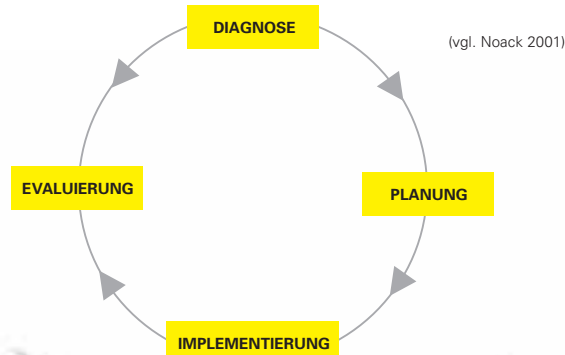 DIAGNOSE
(vgl. Noack 2001)
EVALUIERUNG
PLANUNG
IMPLEMENTIERUNG